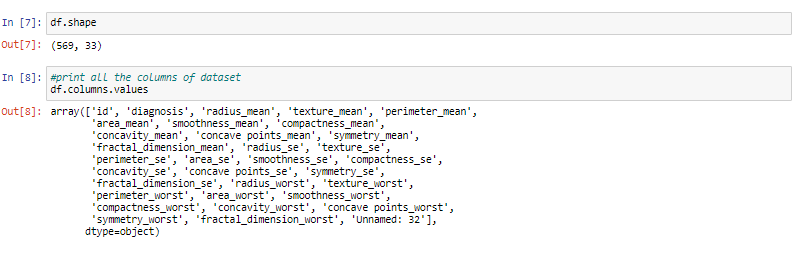 In [7]: df.shape
Out[7]: (569, 33)
In [8]: #print all the columns of dataset
df.columns.values
Out[8]: array(['id', 'diagnosis', 'radius_mean', 'texture_mean', 'perimeter_mean',
'area_mean', 'smoothness_mean', 'compactness_mean',
'concavity_mean', 'concave points_mean', 'symmetry_mean',
'fractal_dimension_mean', 'radius_se', 'texture_se',
'perimeter_se', 'area_se', 'smoothness_se', 'compactness_se',
'concavity_se', 'concave points_se', 'symmetry_se',
'fractal_dimension_se', 'radius_worst', 'texture_worst',
'perimeter_worst', 'area_worst', 'smoothness_worst',
'compactness_worst', 'concavity_worst', 'concave points_worst',
'symmetry_worst', 'fractal_dimension_worst', 'Unnamed: 32'],
dtype=object)